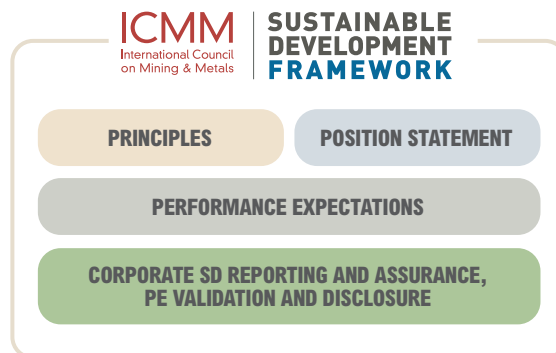 ICMM
International Council
on Mining & Metals
SUSTAINABLE
DEVELOPMENT
FRAMEWORK
PRINCIPLES
POSITION STATEMENT
PERFORMANCE EXPECTATIONS
CORPORATE SD REPORTING AND ASSURANCE,
PE VALIDATION AND DISCLOSURE